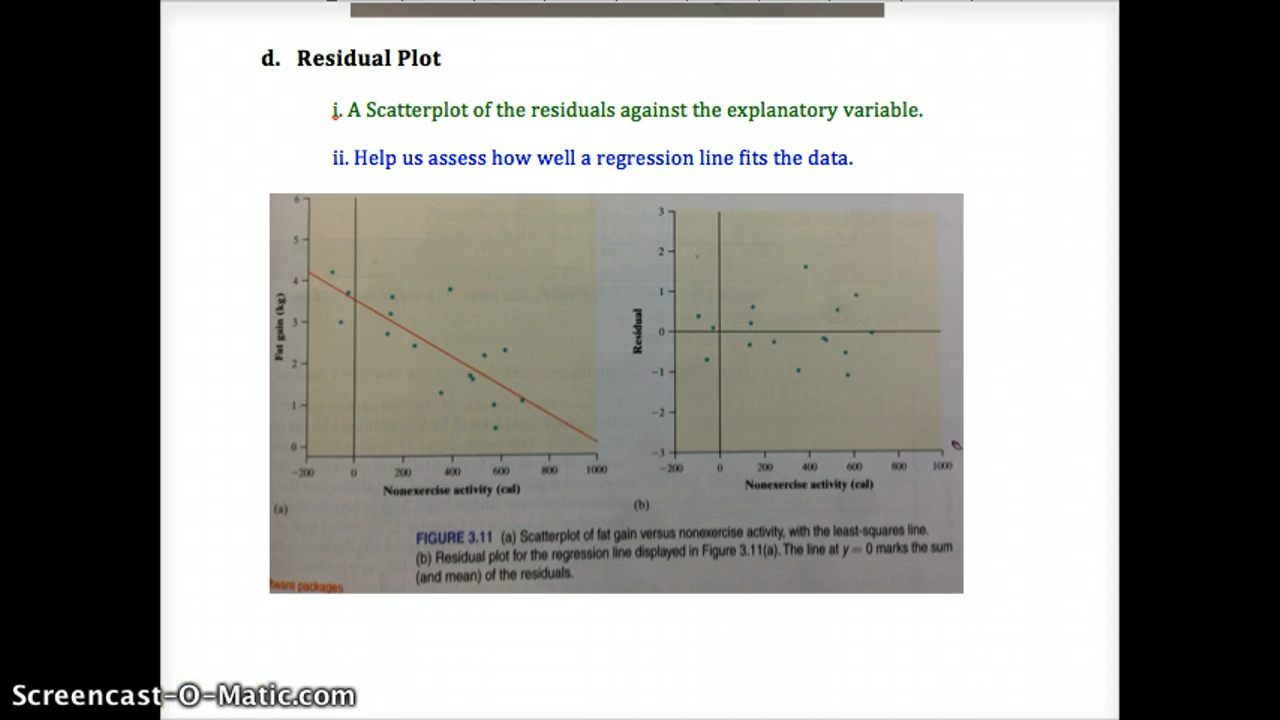 d. Residual Plot
i. A Scatterplot of the residuals against the explanatory variable.
ii. Help us assess how well a regression line fits the data.
6
5
4
3
2
1
0
Fat gain (kg)
-200 0 200 400 600 800 1000
Nonexercise activity (cal)
(a)
3
2
1
0
-1
-2
-3
Residual
-200 0 200 400 600 800 1000
Nonexercise activity (cal)
(b)
FIGURE 3.11 (a) Scatterplot of fat gain versus nonexercise activity, with the least-squares line.
(b) Residual plot for the regression line displayed in Figure 3.11(a). The line at y = 0 marks the sum
(and mean) of the residuals.
packages
Screencast-O-Matic.com